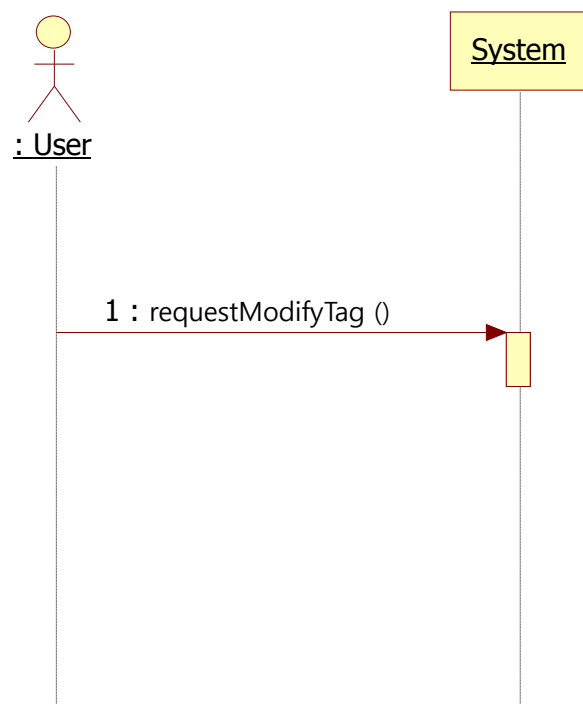 System
: User
1 : requestModifyTag ()